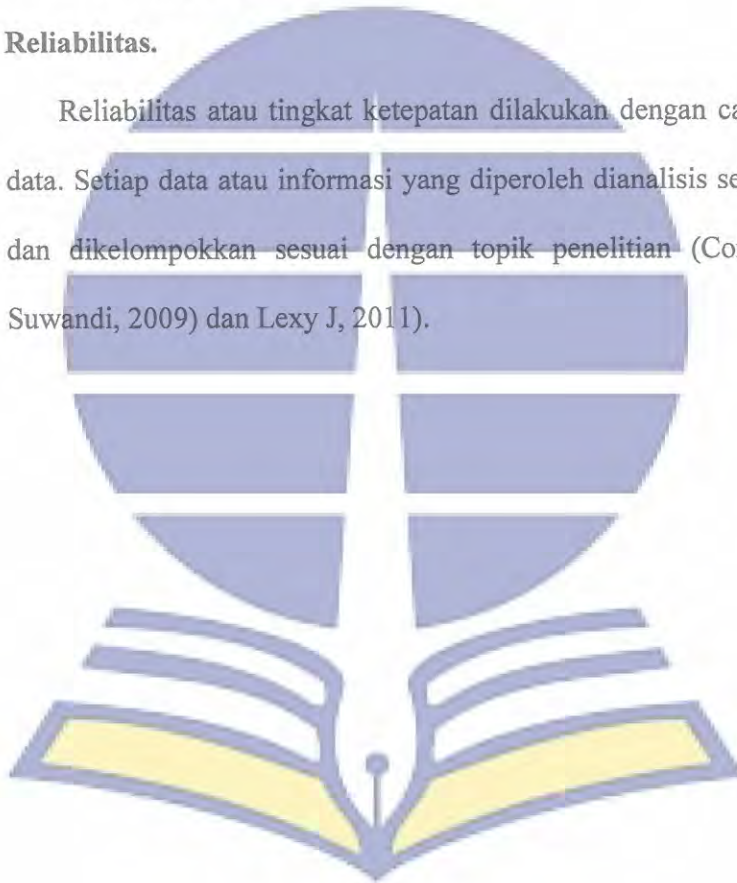 Reliabilitas.
Reliabilitas atau tingkat ketepatan dilakukan dengan
data. Setiap data atau informasi yang diperoleh dianalisis
dan dikelompokkan sesuai dengan topik penelitian
Suwandi, 2009) dan Lexy J, 2011).